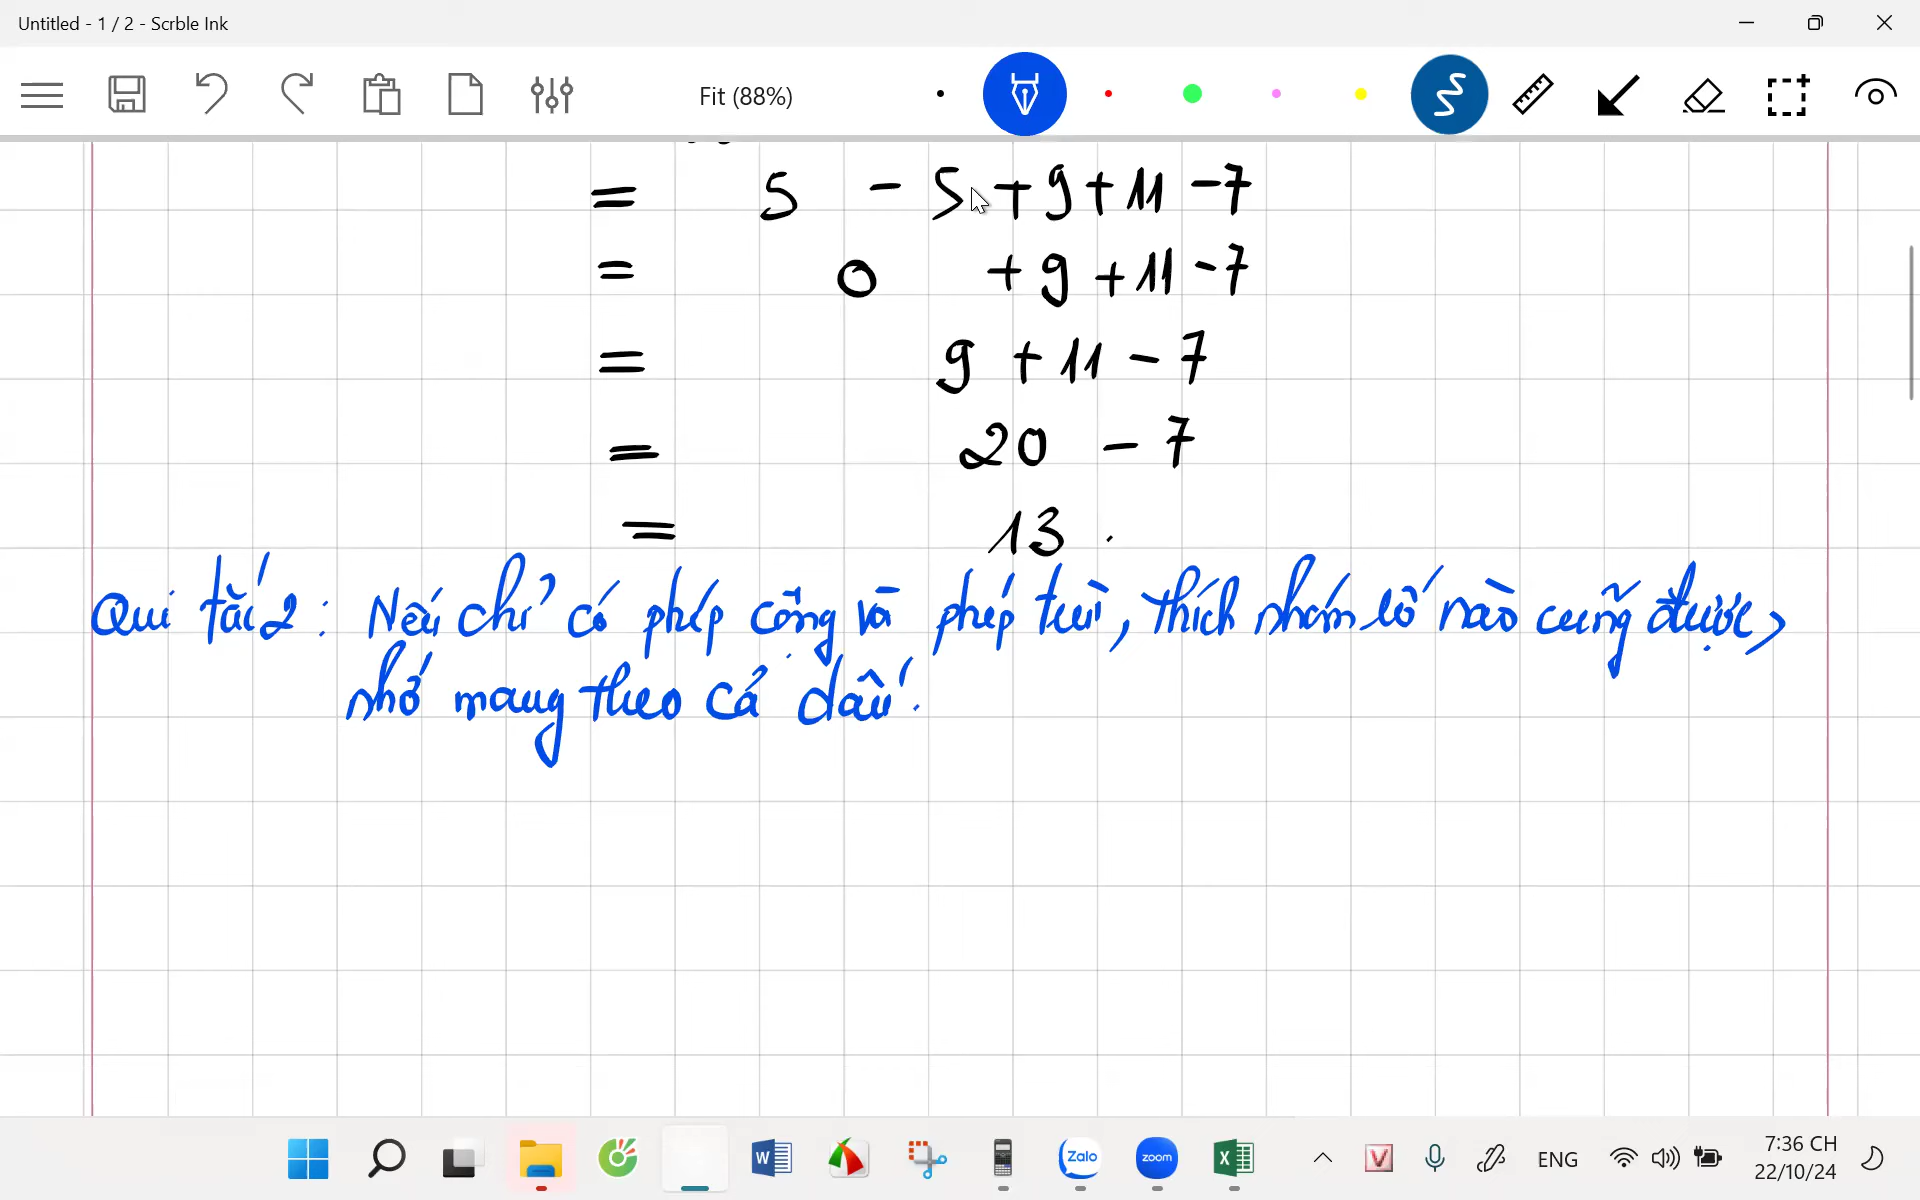 Untitled - 1 / 2 - Scrble Ink
Fit (88%)
= 5 - 5 + 9 + 11 - 7
= 0 + 9 + 11 - 7
= 9 + 11 - 7
= 20 - 7
= 13 .
Qui tắc 2 : Nếu chỉ có phép cộng và phép trừ, thích nhóm số nào cũng được,
nhớ mang theo cả dấu.
W
Zalo
zoom
X
V
ENG
7:36 CH
22/10/24